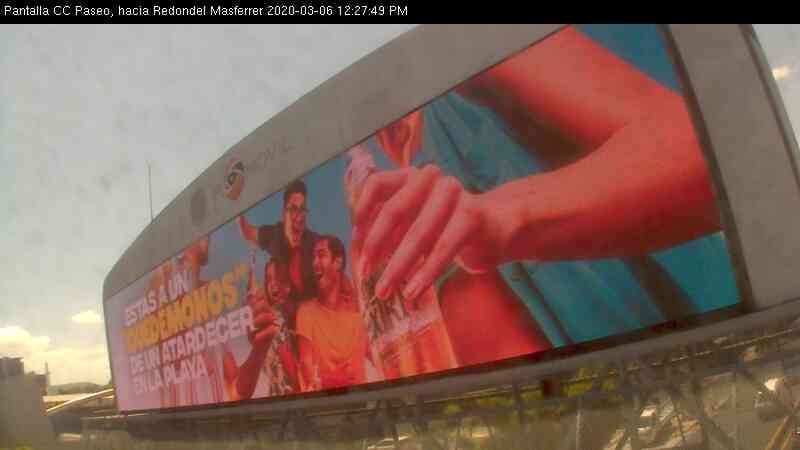 Pantalla CC Paseo, hacia Redondel Masferrer 2020-03-06 12:27:49 PM
ESTÁS A UN
"QUEDÉMONOS"
DE UN ATARDECER
EN LA PLAYA